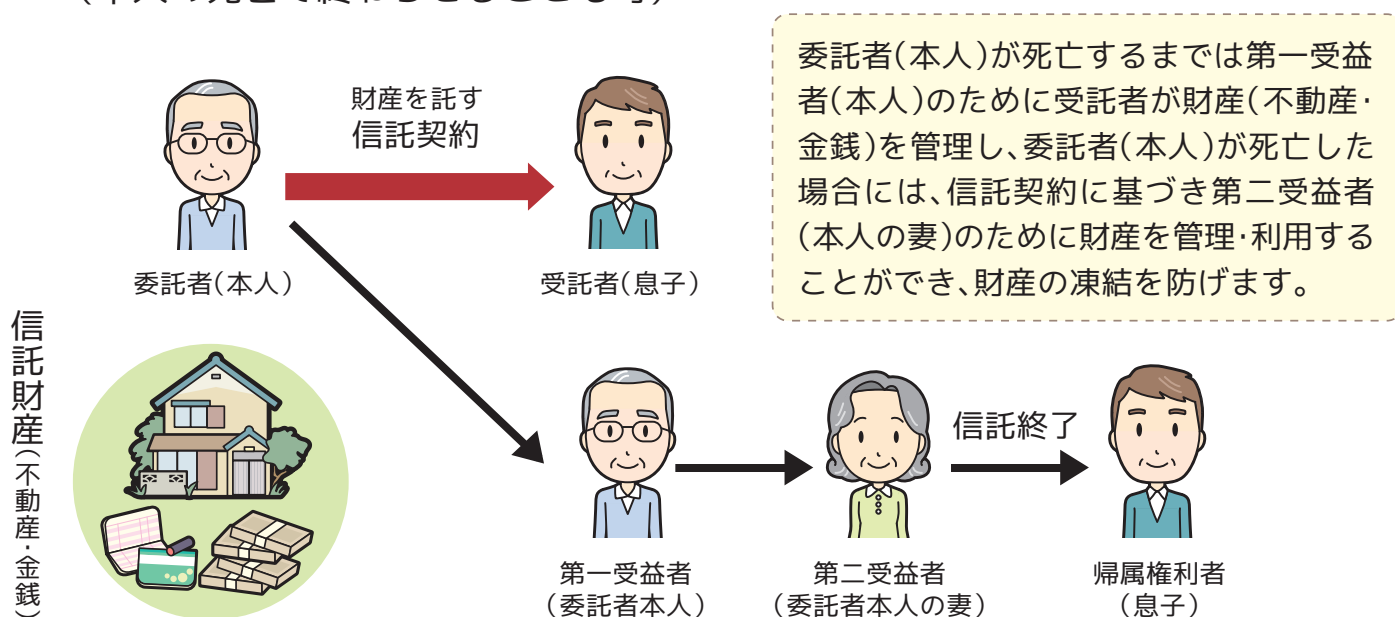 財産を託す
信託契約
委託者(本人)
受託者(息子)
委託者(本人)が死亡するまでは第一受益
者(本人)のために受託者が財産(不動産・
金銭)を管理し、委託者(本人)が死亡した
場合には、信託契約に基づき第二受益者
(本人の妻)のために財産を管理・利用する
ことができ、財産の凍結を防げます。
信託財産(不動産・金銭)
信託終了
第一受益者
(委託者本人)
第二受益者
(委託者本人の妻)
帰属権利者
(息子)